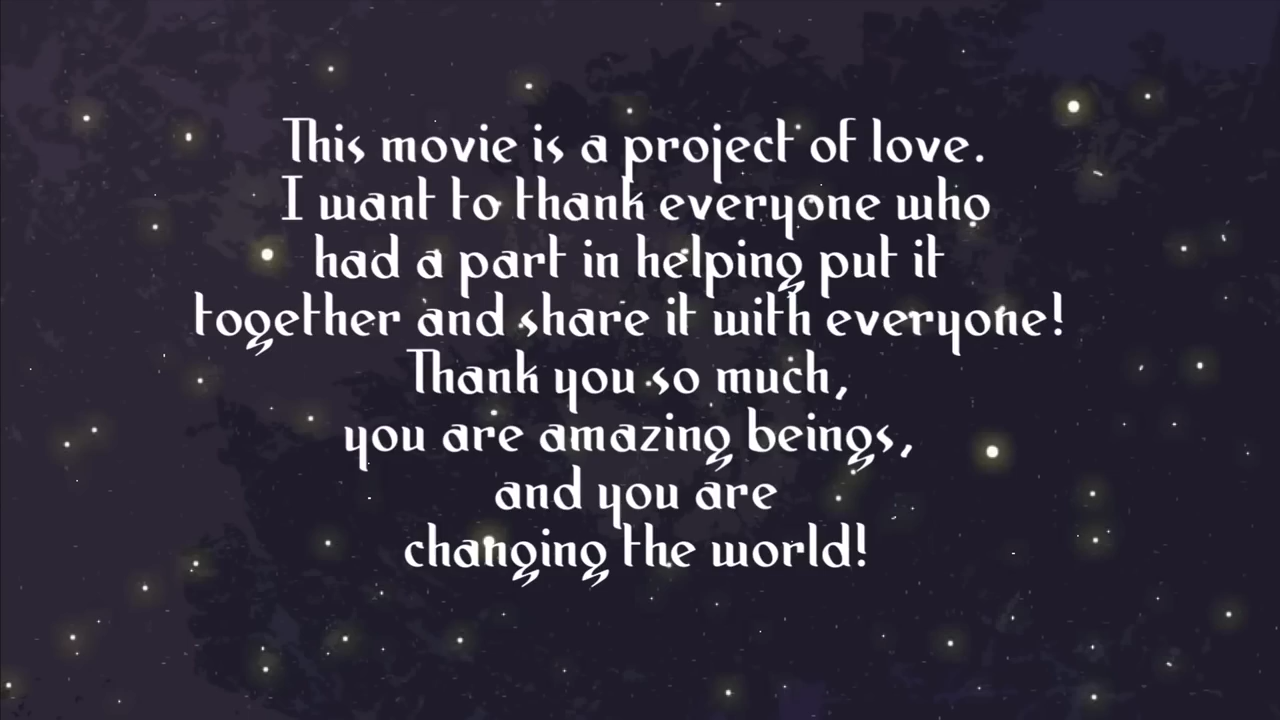 This movie is a project of love.
I want to thank everyone who
had a part in helping put it
together and share it with everyone!
Thank you so much,
you are amazing beings,
and you are
changing the world!